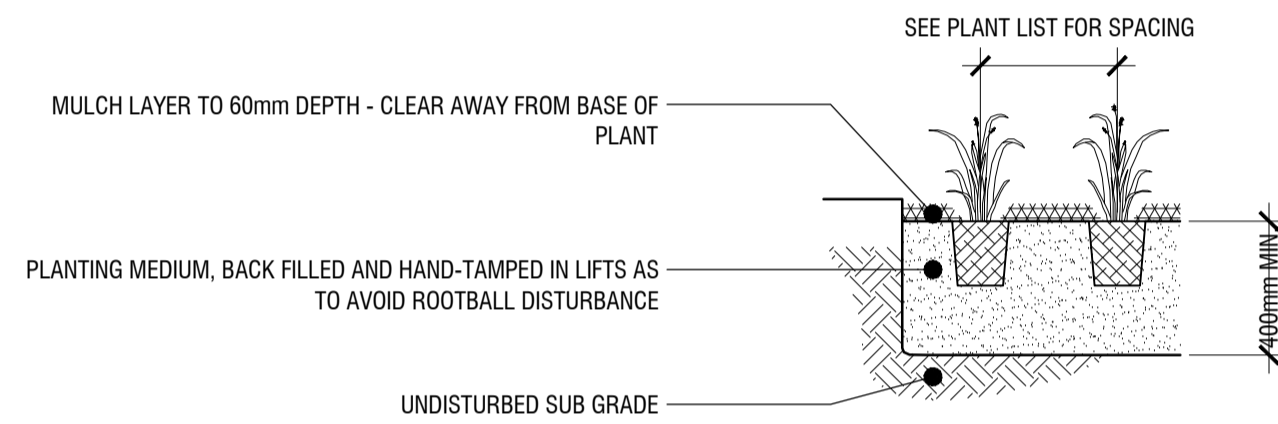 SEE PLANT LIST FOR SPACING
MULCH LAYER TO 60mm DEPTH - CLEAR AWAY FROM BASE OF
PLANT
PLANTING MEDIUM, BACK FILLED AND HAND-TAMPED IN LIFTS AS
TO AVOID ROOTBALL DISTURBANCE
400mm MIN
UNDISTURBED SUB GRADE